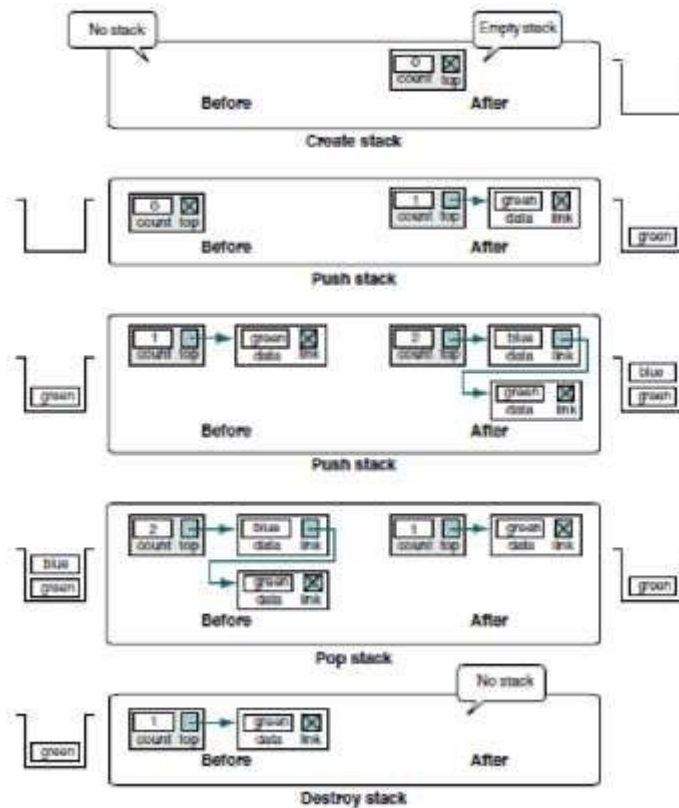 No stack
Empty stack
0
count top
Before After
Create stack
0
count top
1 green
count top data link
Before After
green
Push stack
1 green
count top data link
2 blue
count top data link
green
data link
green
blue
green
Before After
Push stack
2 blue
count top data link
green
data link
1 green
count top data link
blue
green
green
Before After
Pop stack
No stack
1 green
count top data link
green
Before After
Destroy stack